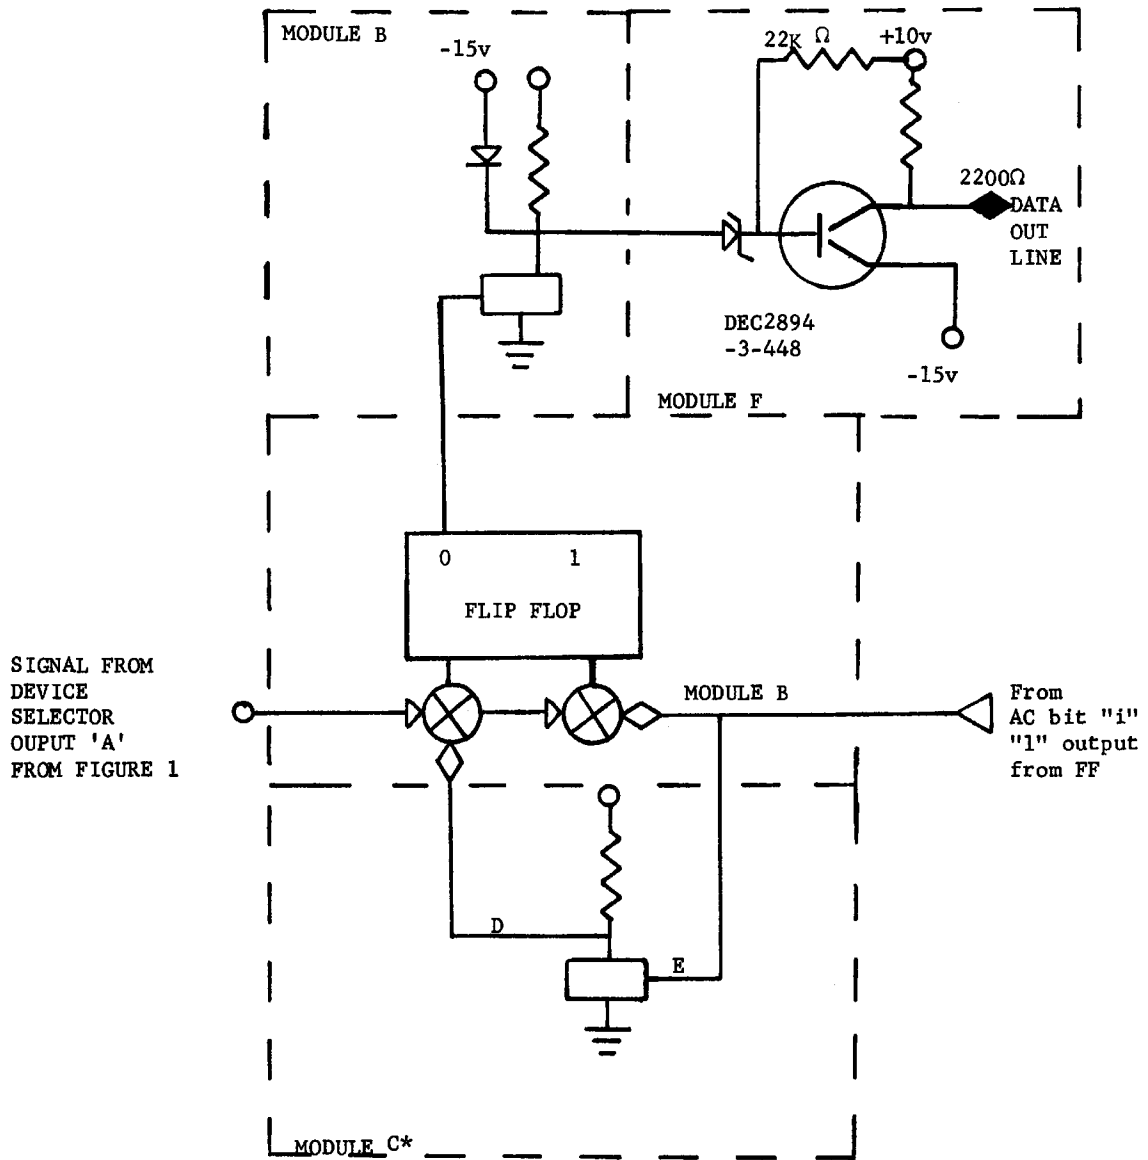 MODULE B
-15v
22K Ω
+10v
2200Ω
DATA
OUT
LINE
DEC2894
-3-448
-15v
MODULE F
0
1
FLIP FLOP
SIGNAL FROM
DEVICE
SELECTOR
OUPUT 'A'
FROM FIGURE 1
MODULE B
From
AC bit "i"
"1" output
from FF
D
E
MODULE C*